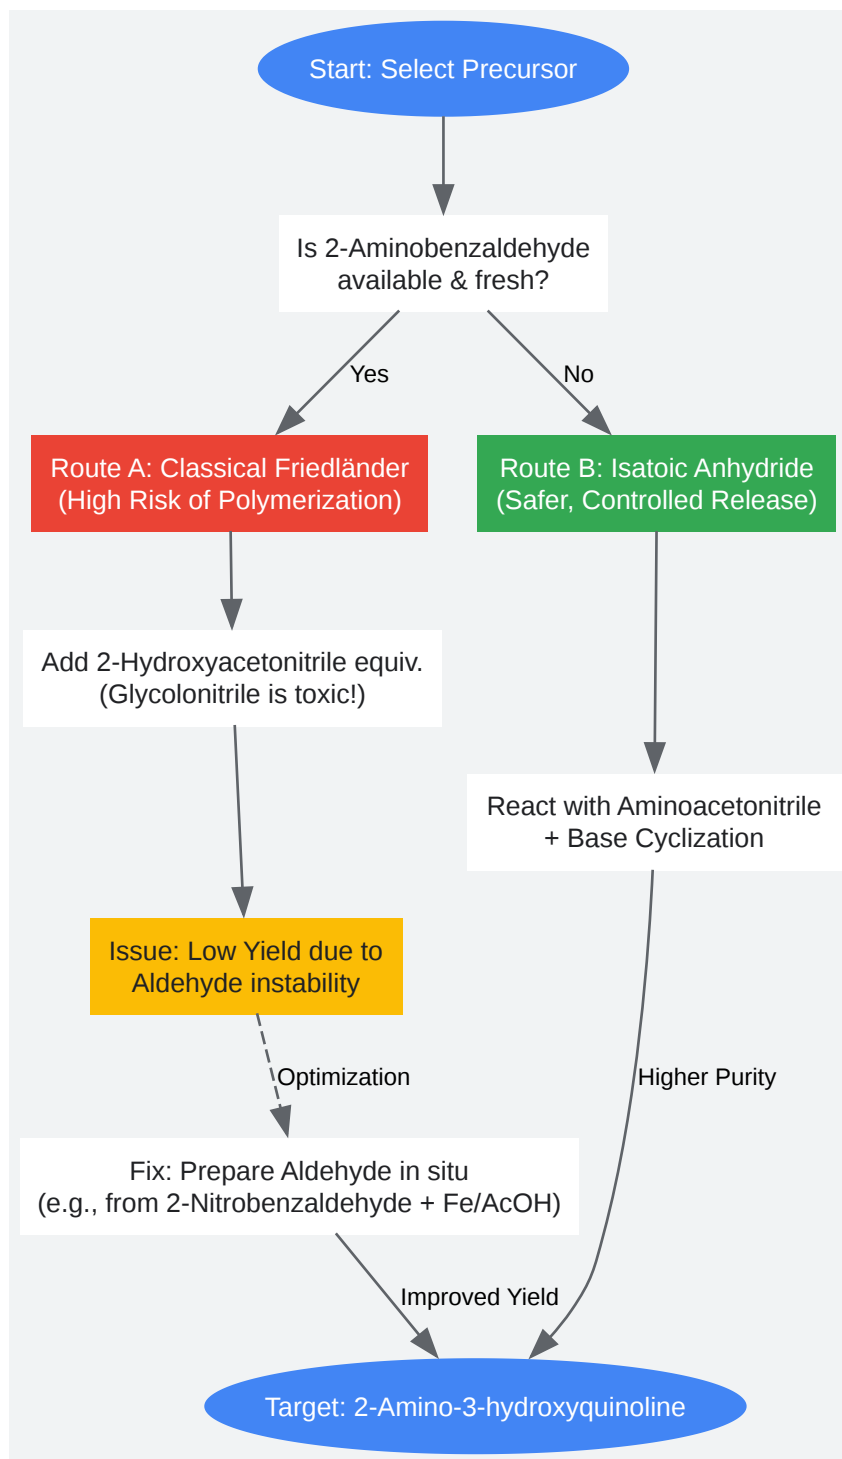 Start: Select Precursor
Is 2-Aminobenzaldehyde
available & fresh?
Yes
No
Route A: Classical Friedländer
(High Risk of Polymerization)
Route B: Isatoic Anhydride
(Safer, Controlled Release)
Add 2-Hydroxyacetonitrile equiv.
(Glycolonitrile is toxic!)
React with Aminoacetonitrile
+ Base Cyclization
Issue: Low Yield due to
Aldehyde instability
Optimization
Higher Purity
Fix: Prepare Aldehyde in situ
(e.g., from 2-Nitrobenzaldehyde + Fe/AcOH)
Improved Yield
Target: 2-Amino-3-hydroxyquinoline